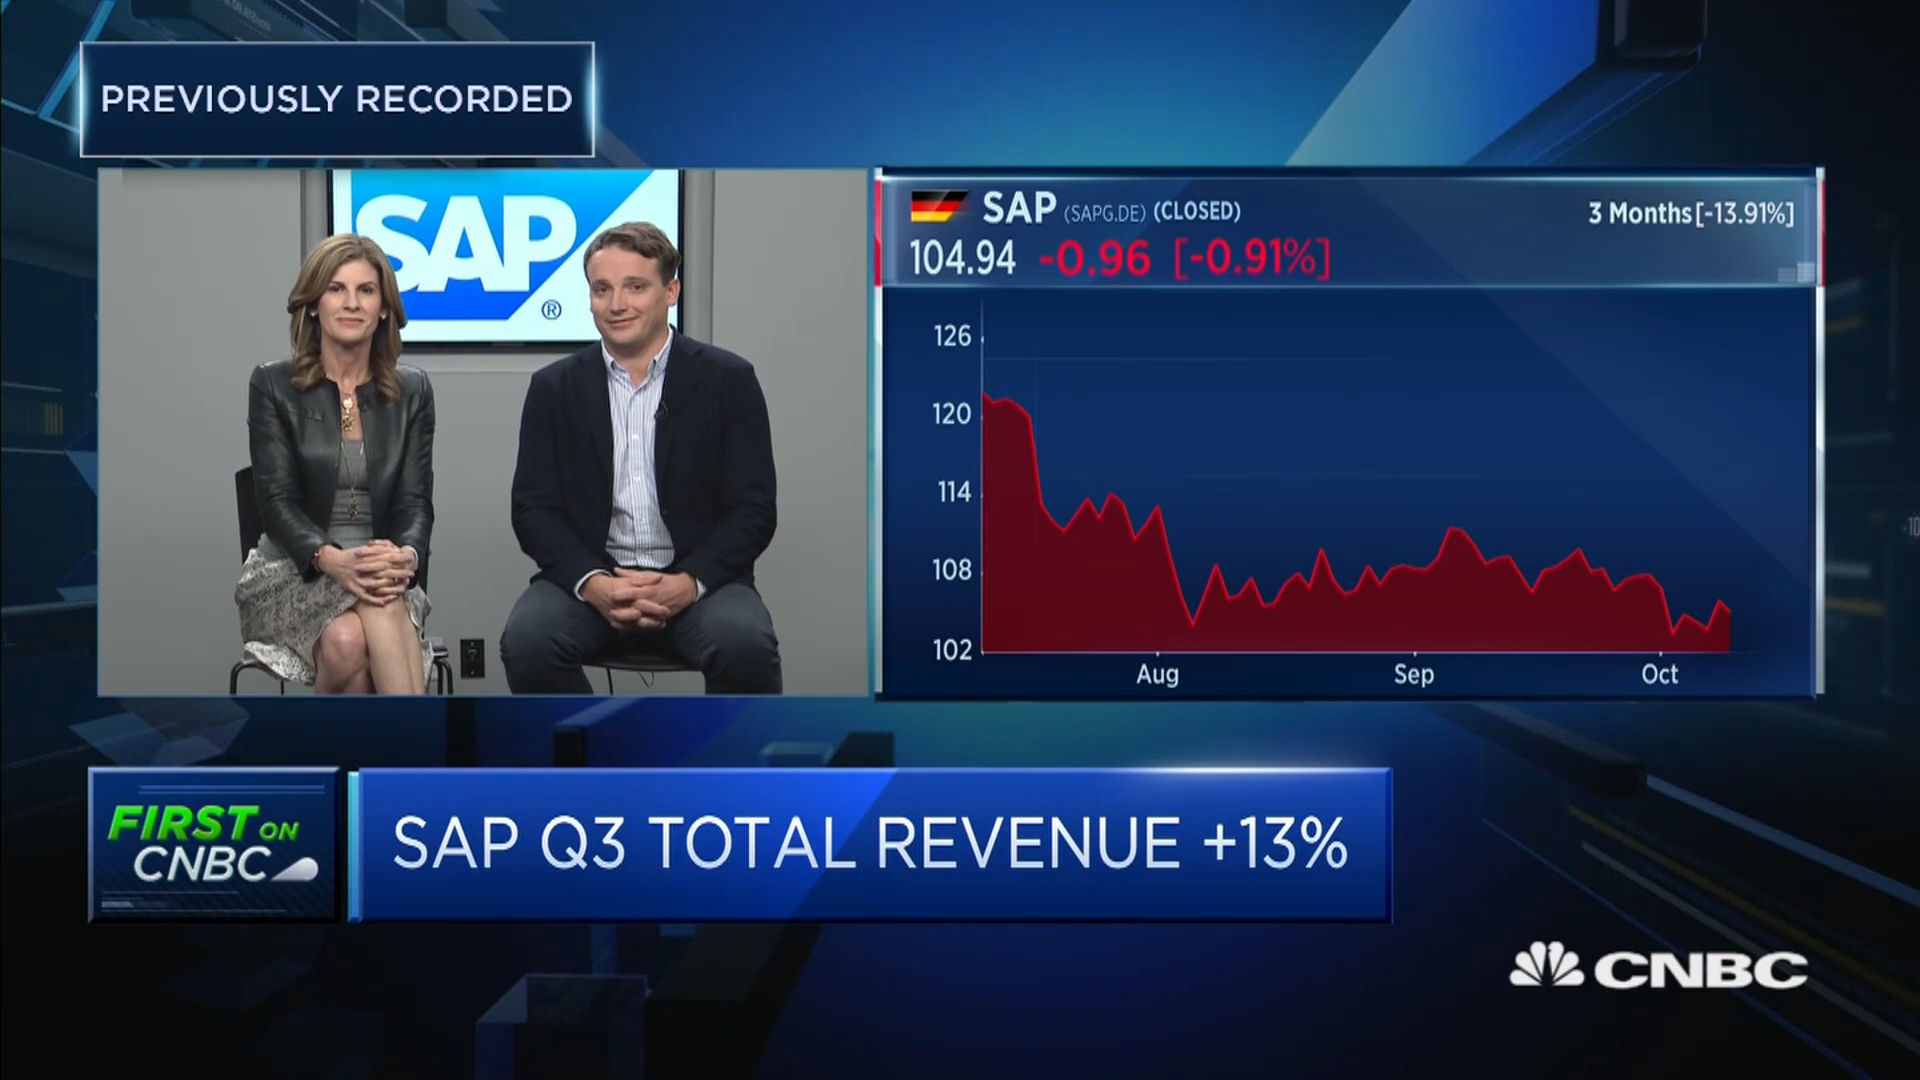 PREVIOUSLY RECORDED
SAP
®
SAP (SAPG.DE) (CLOSED)
3 Months [-13.91%]
104.94 -0.96 [-0.91%]
126
120
114
108
102
Aug Sep Oct
FIRST ON
CNBC
SAP Q3 TOTAL REVENUE +13%
CNBC